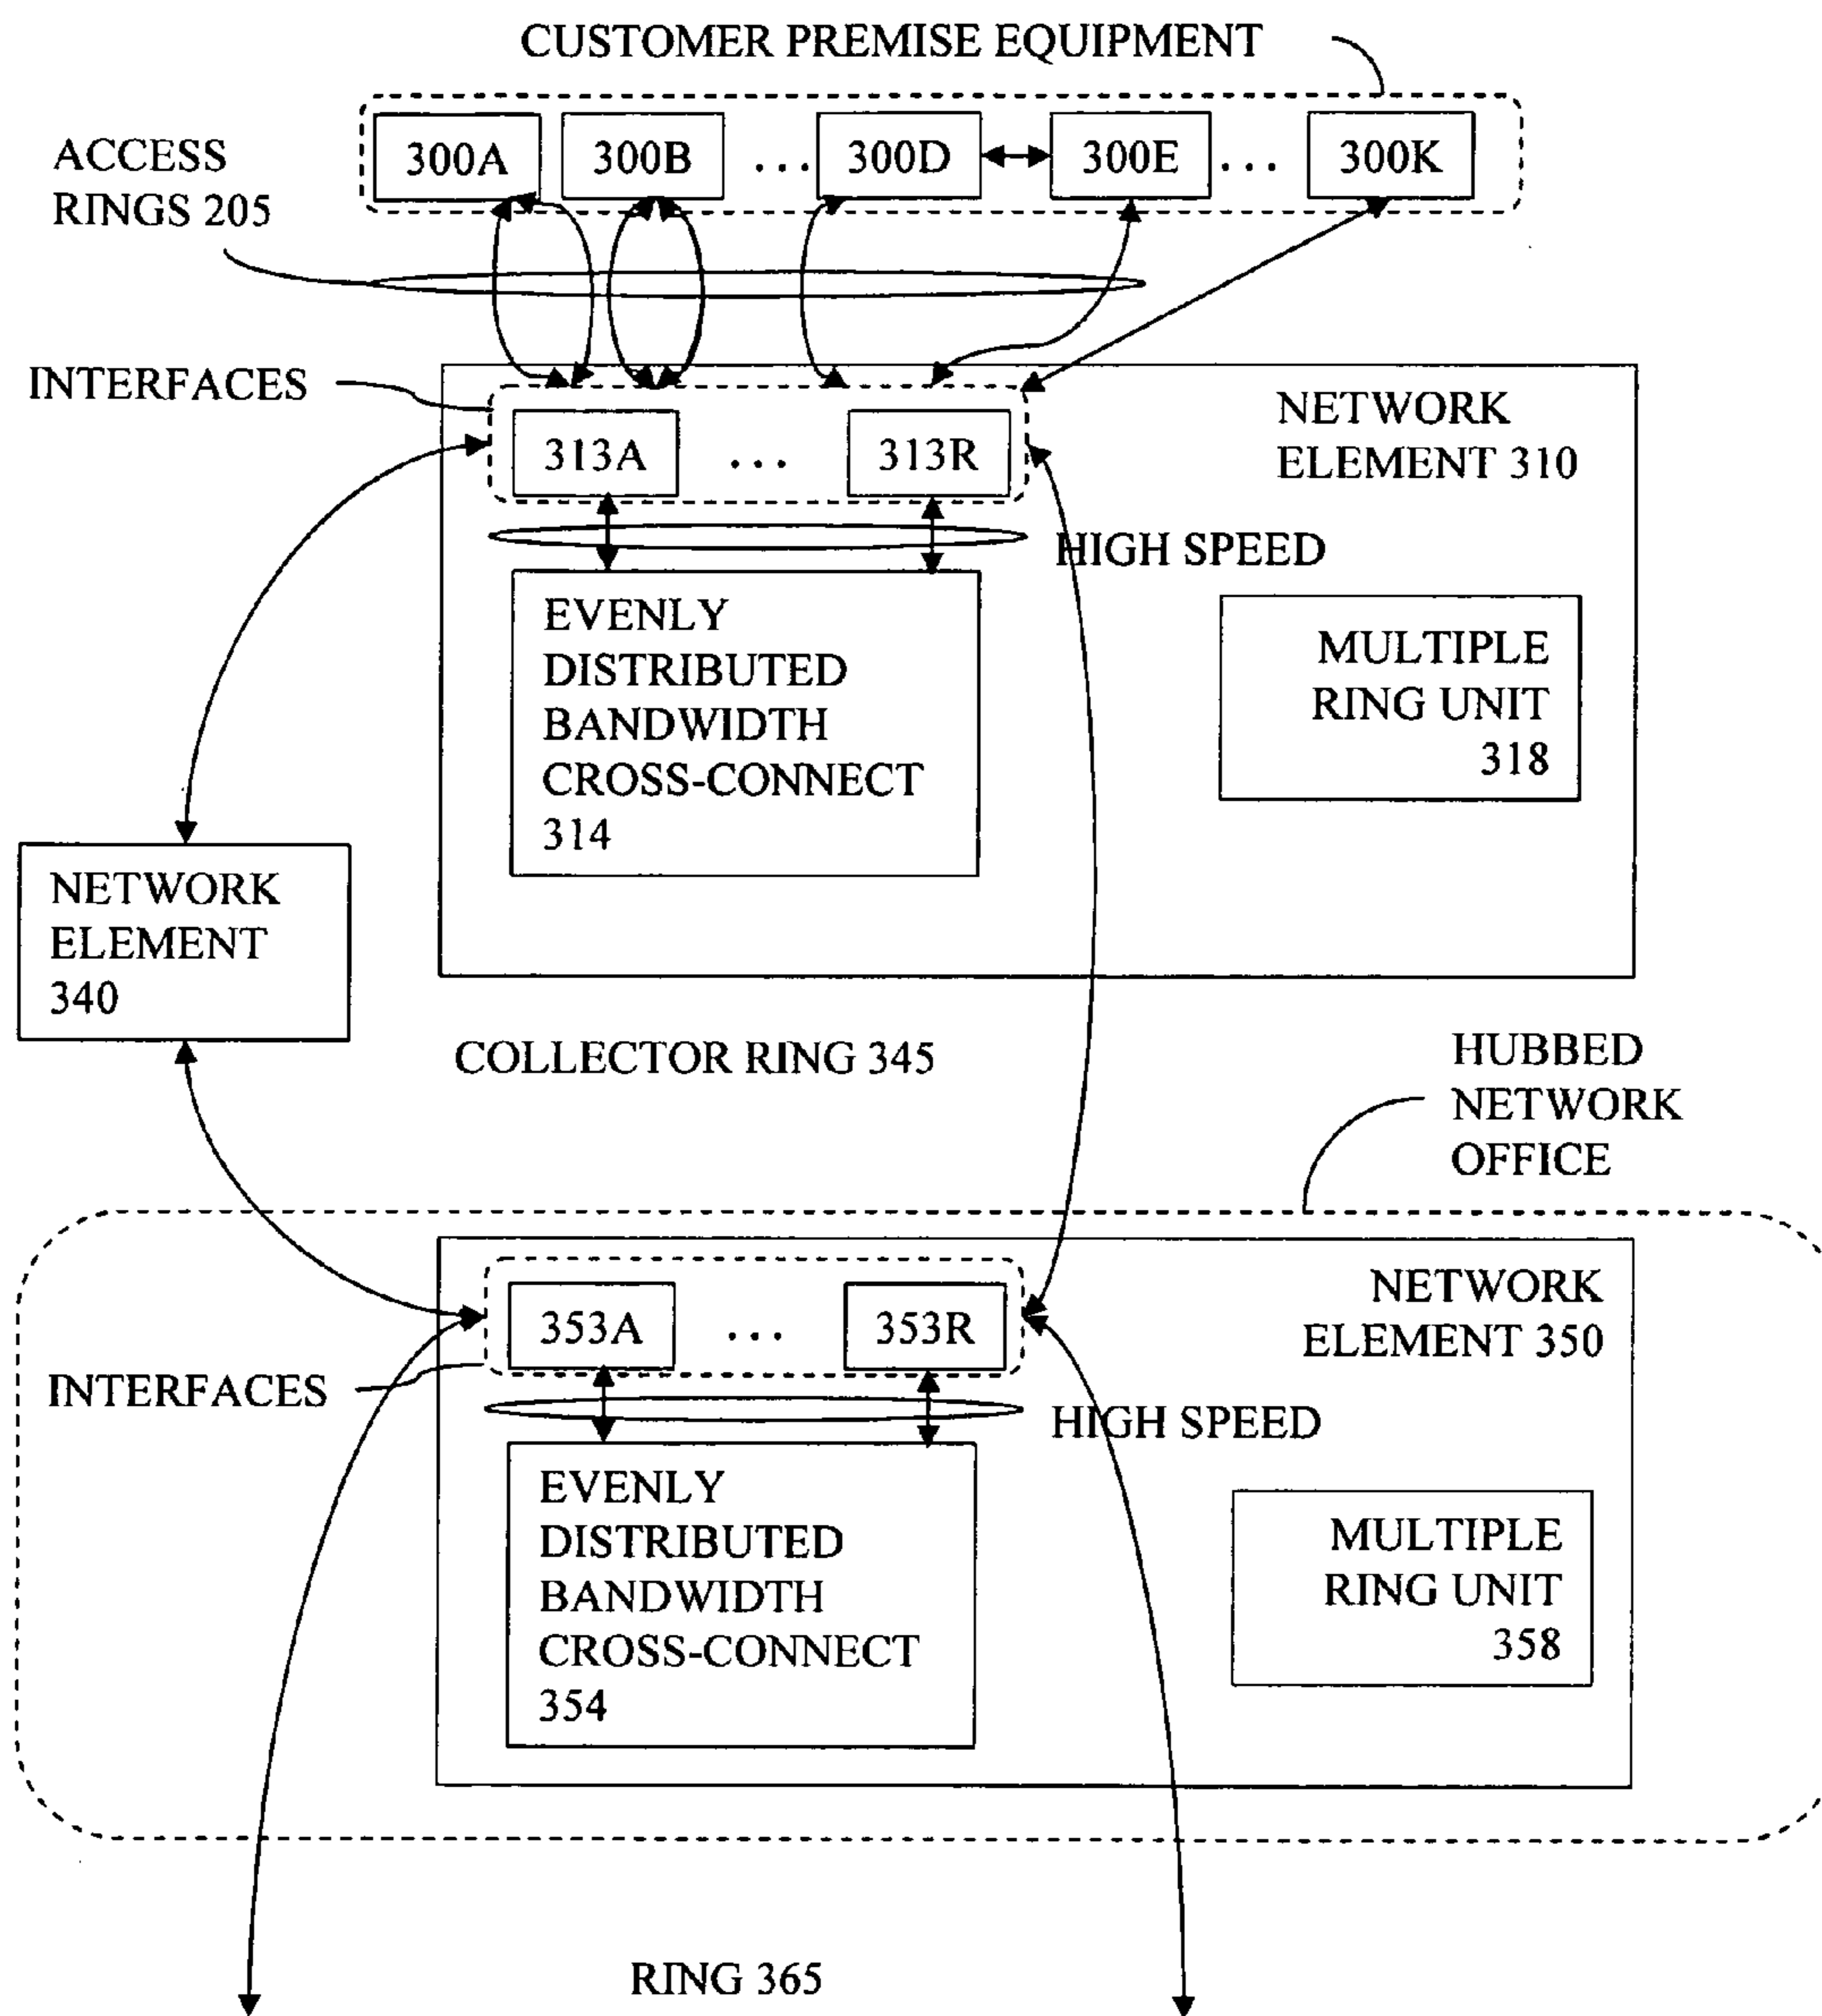 CUSTOMER PREMISE EQUIPMENT
ACCESS
RINGS 205
300A
300B
...
300D
300E
...
300K
INTERFACES
313A
...
313R
NETWORK
ELEMENT 310
HIGH SPEED
EVENLY
DISTRIBUTED
BANDWIDTH
CROSS-CONNECT
314
MULTIPLE
RING UNIT
318
NETWORK
ELEMENT
340
COLLECTOR RING 345
HUBBED
NETWORK
OFFICE
353A
...
353R
NETWORK
ELEMENT 350
INTERFACES
HIGH SPEED
EVENLY
DISTRIBUTED
BANDWIDTH
CROSS-CONNECT
354
MULTIPLE
RING UNIT
358
RING 365